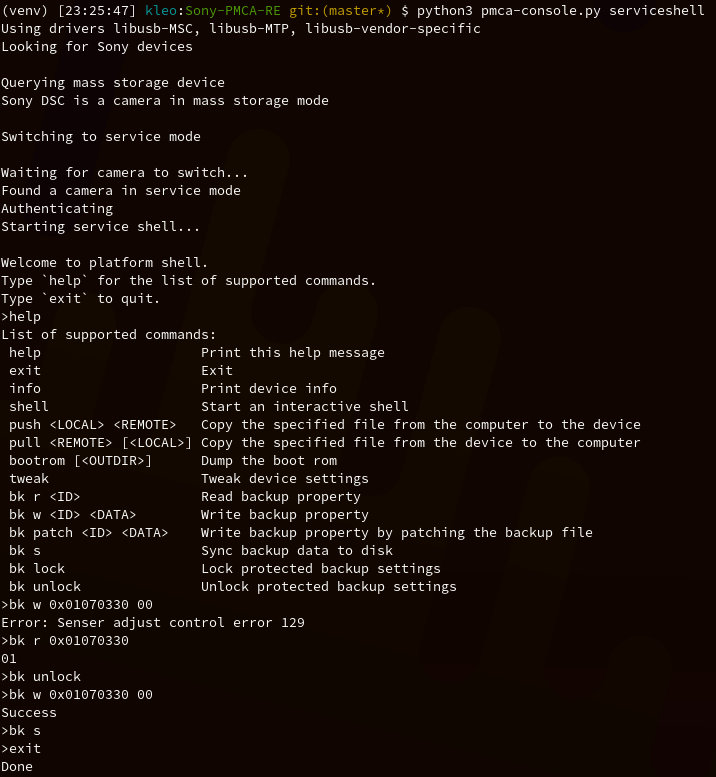 (venv) [23:25:47] kleo:Sony-PMCA-RE git:(master*) $ python3 pmca-console.py serviceshell
Using drivers libusb-MSC, libusb-MTP, libusb-vendor-specific
Looking for Sony devices

Querying mass storage device
Sony DSC is a camera in mass storage mode

Switching to service mode

Waiting for camera to switch...
Found a camera in service mode
Authenticating
Starting service shell...

Welcome to platform shell.
Type `help` for the list of supported commands.
Type `exit` to quit.
>help
List of supported commands:
 help                    Print this help message
 exit                    Exit
 info                    Print device info
 shell                   Start an interactive shell
 push <LOCAL> <REMOTE>   Copy the specified file from the computer to the device
 pull <REMOTE> [<LOCAL>] Copy the specified file from the device to the computer
 bootrom [<OUTDIR>]      Dump the boot rom
 tweak                   Tweak device settings
 bk r <ID>               Read backup property
 bk w <ID> <DATA>        Write backup property
 bk patch <ID> <DATA>    Write backup property by patching the backup file
 bk s                    Sync backup data to disk
 bk lock                 Lock protected backup settings
 bk unlock               Unlock protected backup settings
>bk w 0x01070330 00
Error: Senser adjust control error 129
>bk r 0x01070330
01
>bk unlock
>bk w 0x01070330 00
Success
>bk s
>exit
Done